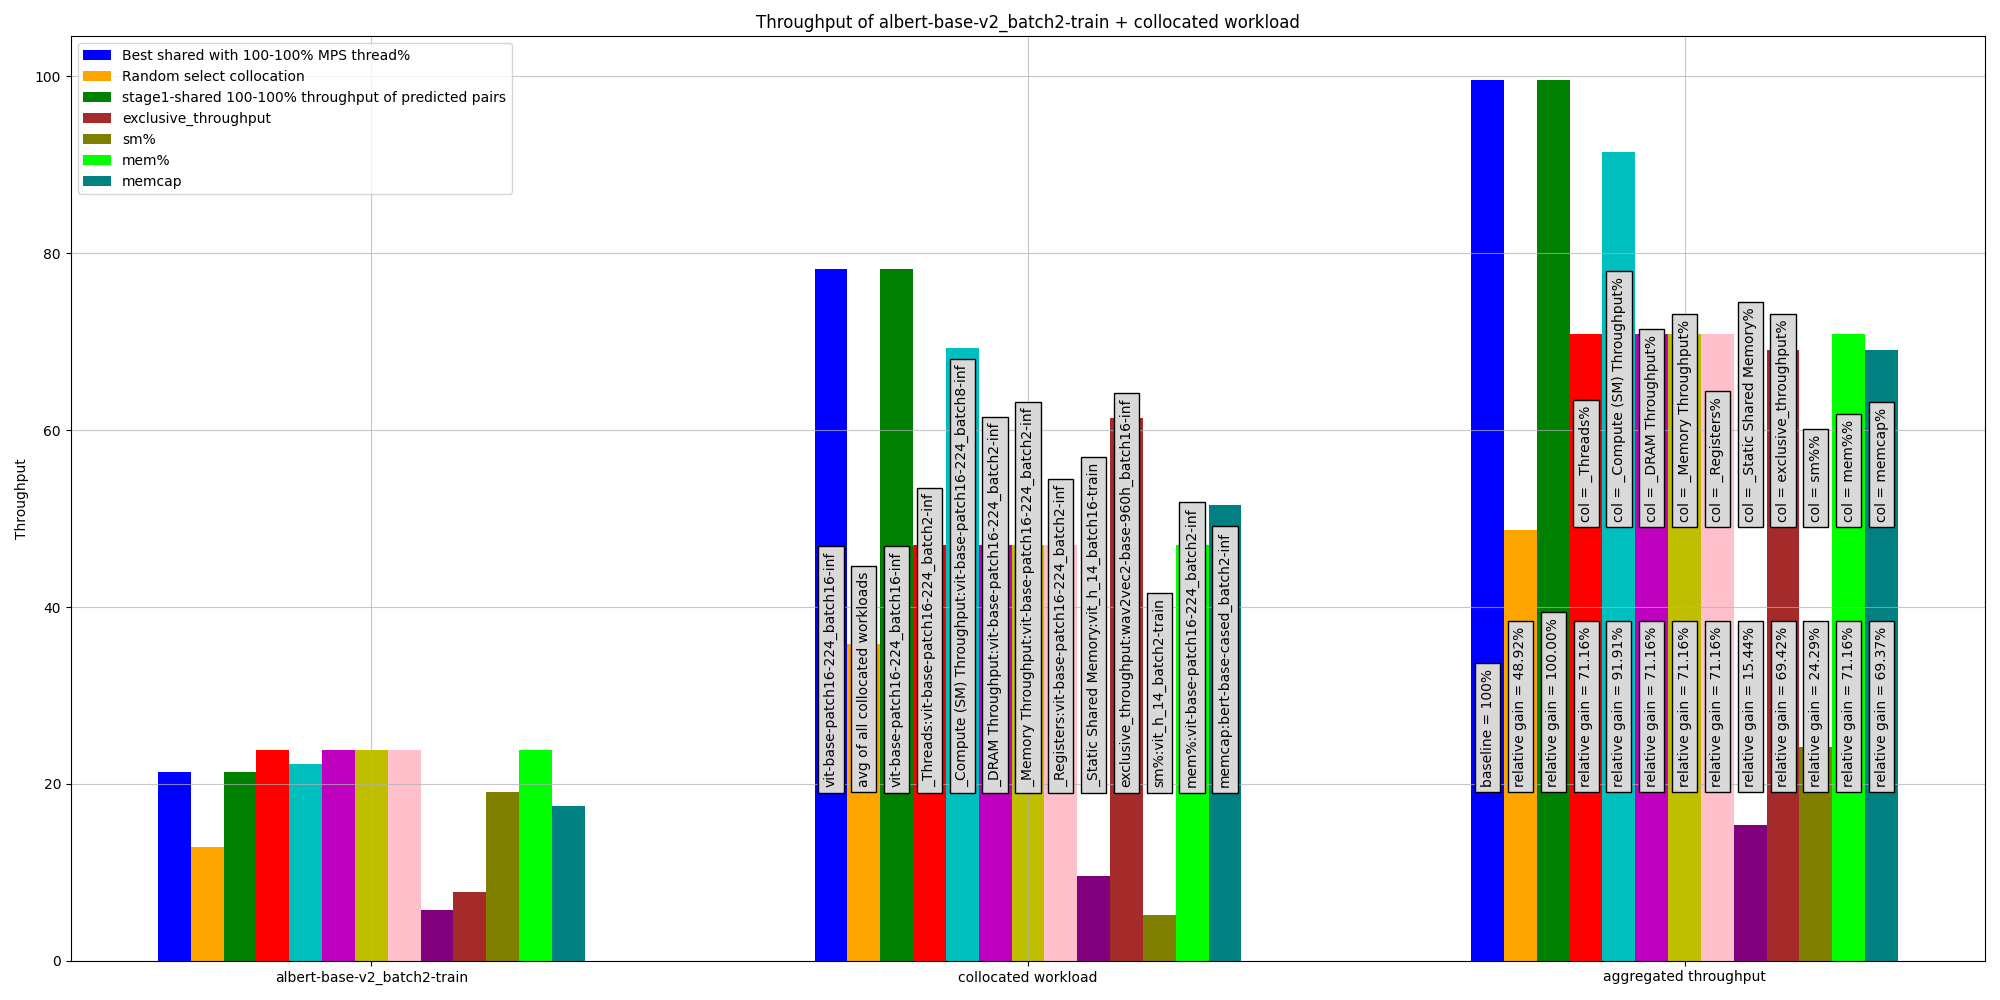 Throughput of albert-base-v2_batch2-train + collocated workload
Best shared with 100-100% MPS thread%
Random select collocation
stage1-shared 100-100% throughput of predicted pairs
exclusive_throughput
sm%
mem%
memcap
Throughput
100
80
60
40
20
0
vit-base-patch16-224_batch16-inf
avg of all collocated workloads
vit-base-patch16-224_batch16-inf
_Threads:vit-base-patch16-224_batch2-inf
_Compute (SM) Throughput:vit-base-patch16-224_batch8-inf
_DRAM Throughput:vit-base-patch16-224_batch2-inf
_Memory Throughput:vit-base-patch16-224_batch2-inf
_Registers:vit-base-patch16-224_batch2-inf
_Static Shared Memory:vit_h_14_batch16-train
exclusive_throughput:wav2vec2-base-960h_batch16-inf
sm%:vit_h_14_batch2-train
mem%:vit-base-patch16-224_batch2-inf
memcap:bert-base-cased_batch2-inf
col = _Threads%
col = _Compute (SM) Throughput%
col = _DRAM Throughput%
col = _Memory Throughput%
col = _Registers%
col = _Static Shared Memory%
col = exclusive_throughput%
col = sm%%
col = mem%%
col = memcap%
baseline = 100%
relative gain = 48.92%
relative gain = 100.00%
relative gain = 71.16%
relative gain = 91.91%
relative gain = 71.16%
relative gain = 71.16%
relative gain = 71.16%
relative gain = 15.44%
relative gain = 69.42%
relative gain = 24.29%
relative gain = 71.16%
relative gain = 69.37%
albert-base-v2_batch2-train
collocated workload
aggregated throughput